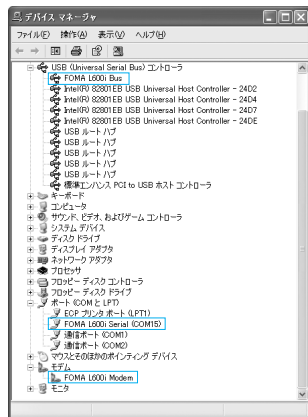 デバイス マネージャ
ファイル(F) 操作(A) 表示(V) ヘルプ(H)
USB (Universal Serial Bus) コントローラ
FOMA L600i Bus
Intel(R) 82801EB USB Universal Host Controller - 24D2
Intel(R) 82801EB USB Universal Host Controller - 24D4
Intel(R) 82801EB USB Universal Host Controller - 24D7
Intel(R) 82801EB USB Universal Host Controller - 24DE
USB ルート ハブ
USB ルート ハブ
USB ルート ハブ
USB ルート ハブ
USB ルート ハブ
標準エンハンス PCI to USB ホスト コントローラ
キーボード
コンピュータ
サウンド、ビデオ、およびゲーム コントローラ
システム デバイス
ディスク ドライブ
ディスプレイ アダプタ
ネットワーク アダプタ
プロセッサ
フロッピー ディスク コントローラ
フロッピー ディスク ドライブ
ポート (COM と LPT)
ECP プリンタ ポート (LPT1)
FOMA L600i Serial (COM15)
通信ポート (COM1)
通信ポート (COM2)
マウスとそのほかのポインティング デバイス
モデム
FOMA L600i Modem
モニタ